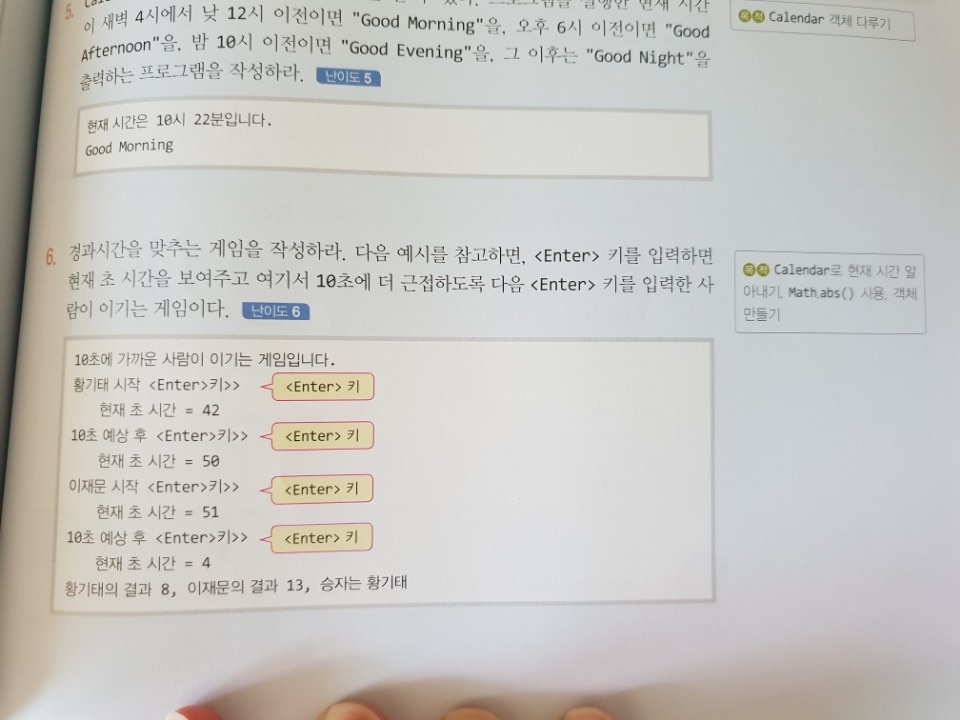 5.
이 새벽 4시에서 낮 12시 이전이면 "Good Morning"을, 오후 6시 이전이면 "Good
Afternoon"을, 밤 10시 이전이면 "Good Evening"을, 그 이후는 "Good Night"을
출력하는 프로그램을 작성하라. 난이도 5
목적 Calendar 객체 다루기
현재 시간은 10시 22분입니다.
Good Morning
6. 경과시간을 맞추는 게임을 작성하라. 다음 예시를 참고하면, <Enter> 키를 입력하면
현재 초 시간을 보여주고 여기서 10초에 더 근접하도록 다음 <Enter> 키를 입력한 사
람이 이기는 게임이다. 난이도 6
목적 Calendar로 현재 시간 알
아내기, Math.abs() 사용, 객체
만들기
10초에 가까운 사람이 이기는 게임입니다.
황기태 시작 <Enter>키>> <Enter> 키
현재 초 시간 = 42
10초 예상 후 <Enter>키>> <Enter> 키
현재 초 시간 = 50
이재문 시작 <Enter>키>> <Enter> 키
현재 초 시간 = 51
10초 예상 후 <Enter>키>> <Enter> 키
현재 초 시간 = 4
황기태의 결과 8, 이재문의 결과 13, 승자는 황기태